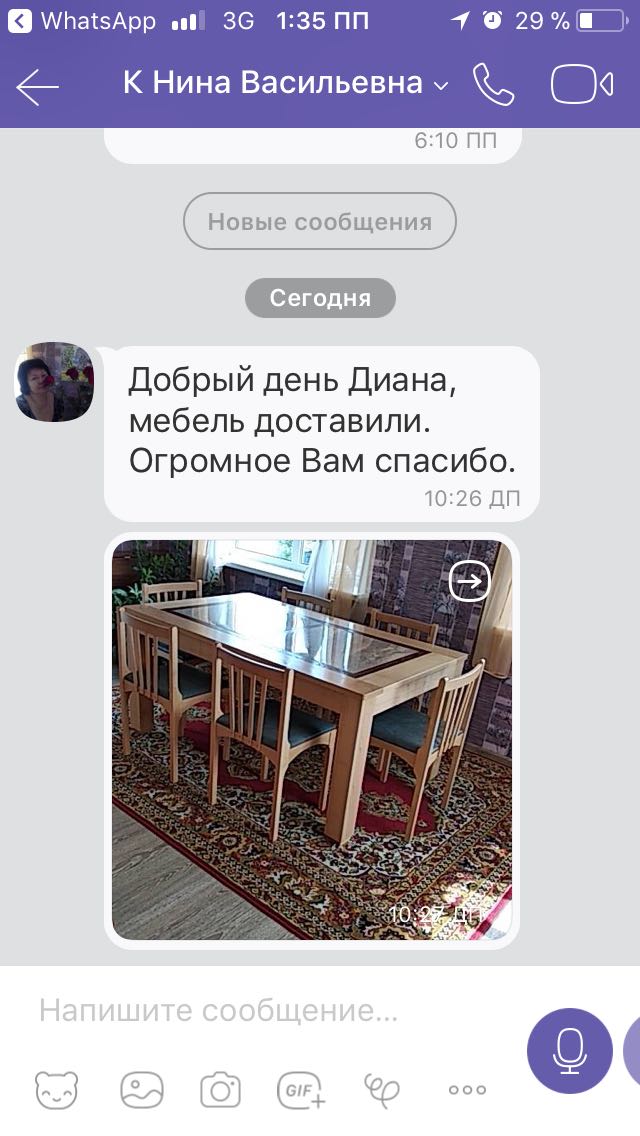 WhatsApp 3G 1:35 ПП 29 %
К Нина Васильевна
6:10 ПП
Новые сообщения
Сегодня
Добрый день Диана,
мебель доставили.
Огромное Вам спасибо.
10:26 ДП
10:27 ДП
Напишите сообщение...
GIF